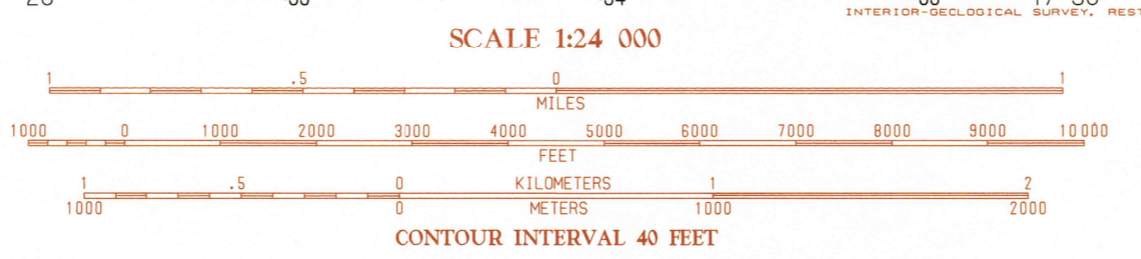 INTERIOR-GEOLOGICAL SURVEY, REST
SCALE 1:24 000
1 .5 0 1
MILES
1000 0 1000 2000 3000 4000 5000 6000 7000 8000 9000 10000
FEET
1 .5 0 KILOMETERS 1 2
1000 0 METERS 1000 2000
CONTOUR INTERVAL 40 FEET